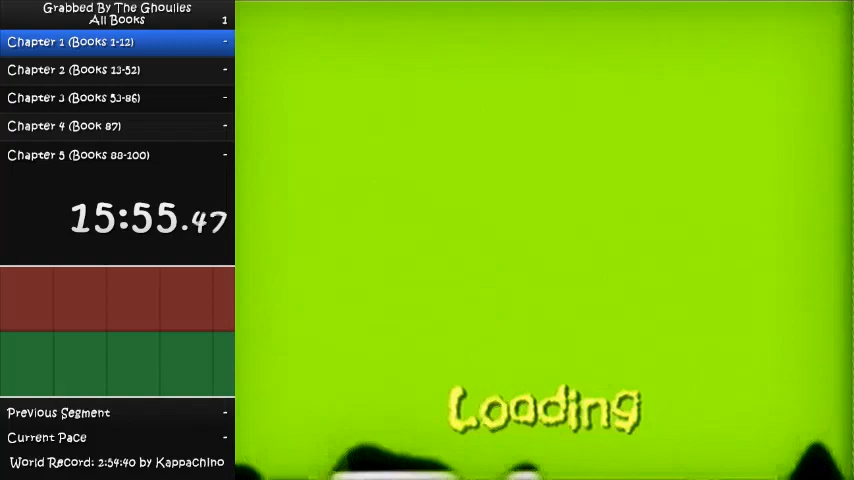 Grabbed By The Ghoulies
All Books 1
Chapter 1 (Books 1-12) -
Chapter 2 (Books 13-52) -
Chapter 3 (Books 53-86) -
Chapter 4 (Book 87) -
Chapter 5 (Books 88-100) -
15:55.47
Previous Segment -
Current Pace -
World Record: 2:54:40 by Kappachino
Loading